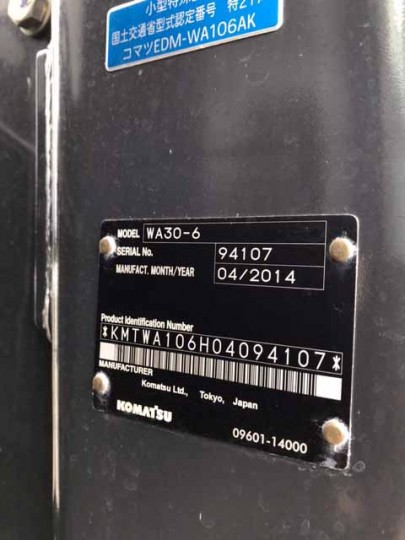 小型特殊
国土交通省型式認定番号 特21
コマツEDM-WA106AK
MODEL WA30-6
SERIAL No. 94107
MANUFACT. MONTH/YEAR 04/2014
Product Identification Number
*KMTWA106H04094107*
MANUFACTURER
Komatsu Ltd., Tokyo, Japan
KOMATSU
09601-14000